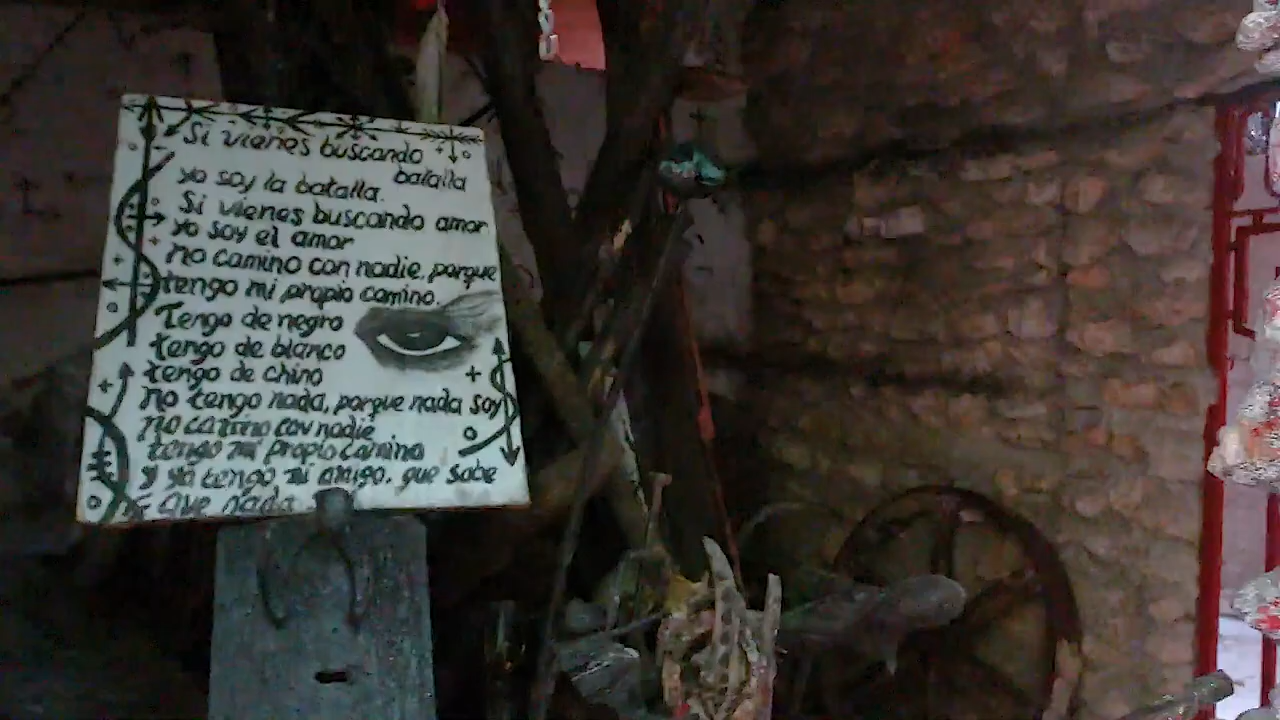 Si vienes buscando
batalla
yo soy la batalla.
Si vienes buscando amor
yo soy el amor
no camino con nadie, porque
tengo mi propio camino.
Tengo de negro
tengo de blanco
tengo de chino
no tengo nada, porque nada soy
no camino con nadie
tengo mi propio camino
y ya tengo mi amigo, que sabe
que nada